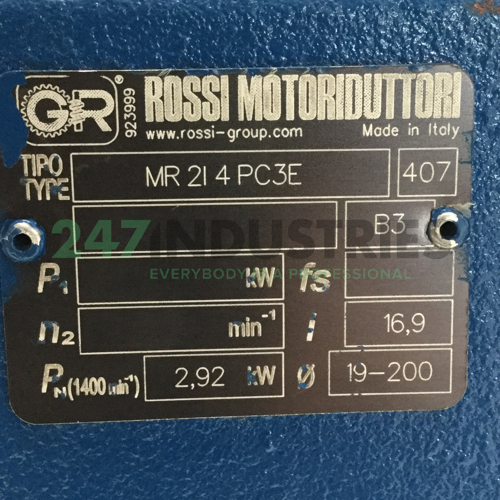 GR ® 923999 ROSSI MOTORIDUTTORI
www.rossi-group.com Made in Italy
TIPO
TYPE MR 2I 4 PC3E 407
B3
247INDUSTRIES
EVERYBODY IS A PROFESSIONAL
P1 kW fs
n2 min-1 i 16,9
PN(1400 min-1) 2,92 kW Ø 19-200